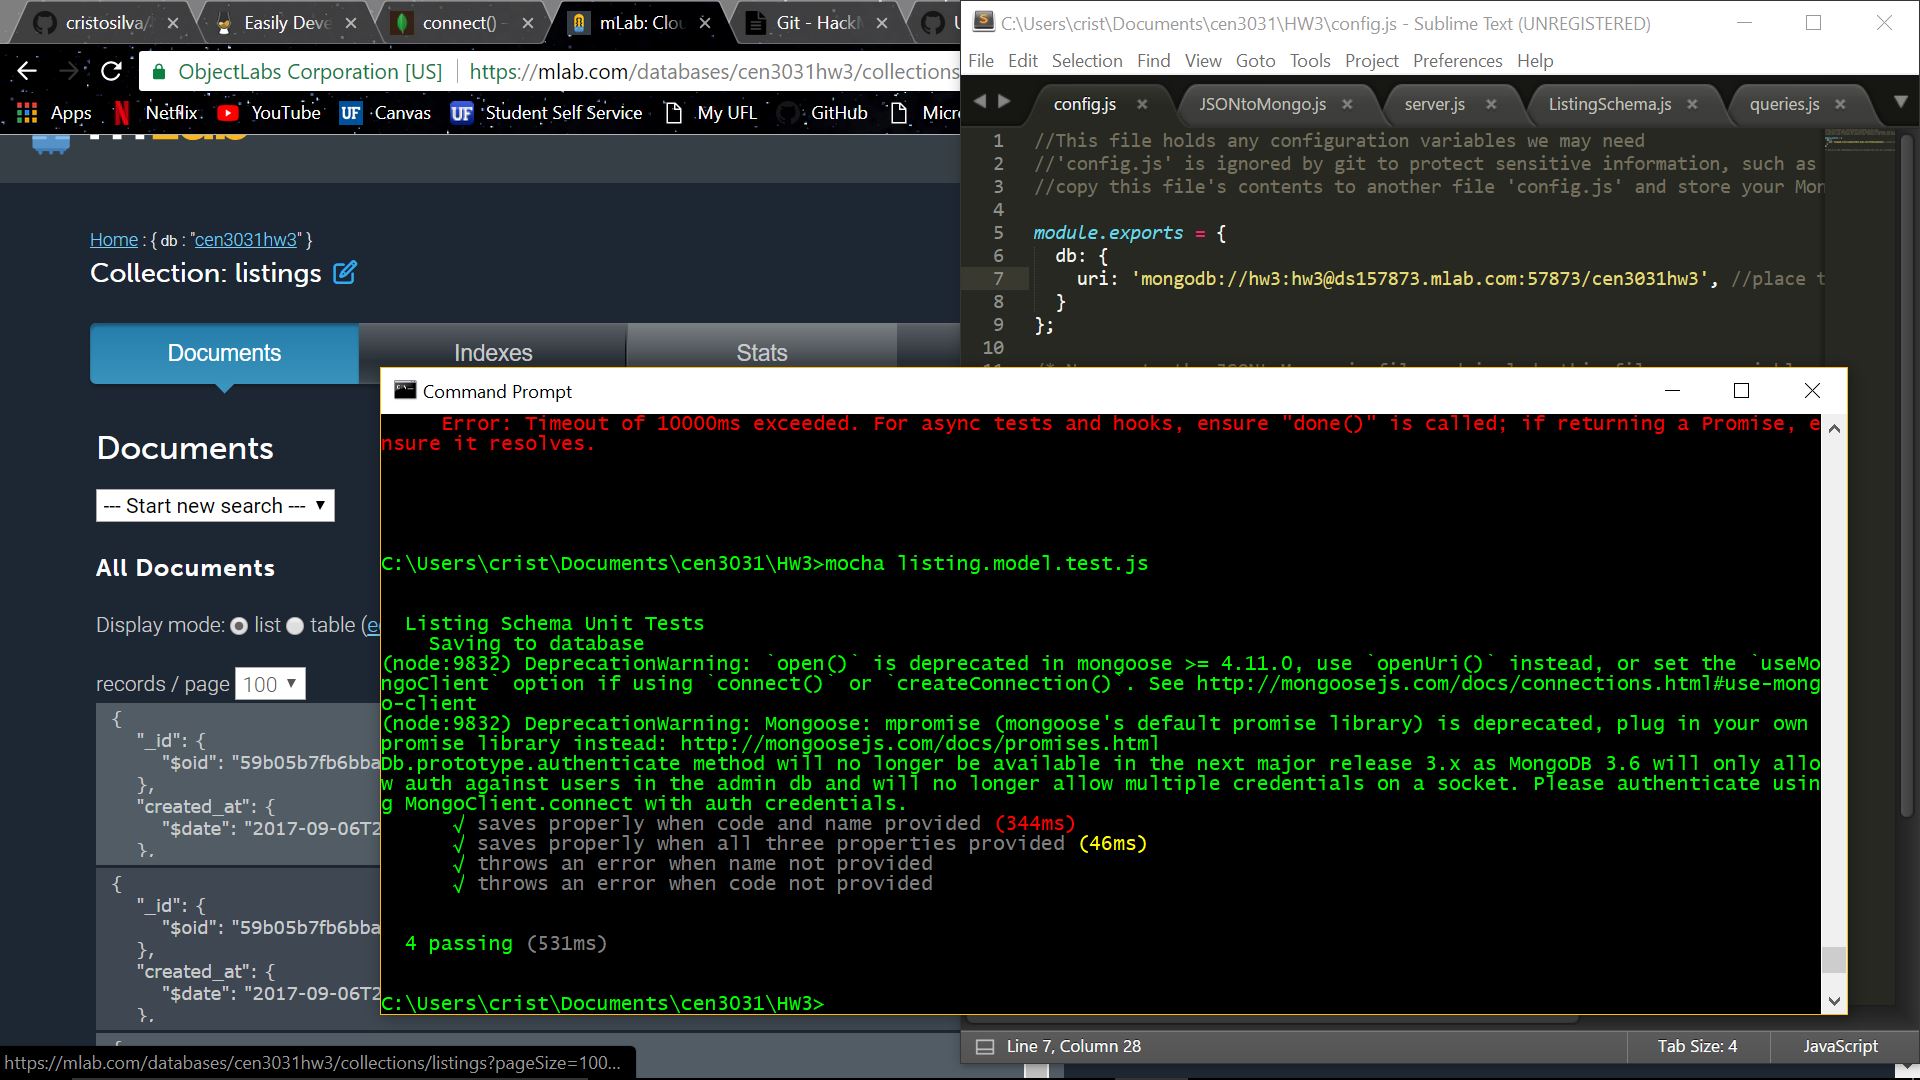 cristosilva/
Easily Deve
connect() -
mLab: Clou
Git - HackM
C:\Users\crist\Documents\cen3031\HW3\config.js - Sublime Text (UNREGISTERED)
ObjectLabs Corporation [US]
https://mlab.com/databases/cen3031hw3/collections
File Edit Selection Find View Goto Tools Project Preferences Help
Apps
Netflix
YouTube
UF Canvas
UF Student Self Service
My UFL
GitHub
Micr
config.js
JSONtoMongo.js
server.js
ListingSchema.js
queries.js
1 //This file holds any configuration variables we may need
2 //'config.js' is ignored by git to protect sensitive information, such as
3 //copy this file's contents to another file 'config.js' and store your Mon
4
5 module.exports = {
6 db: {
7 uri: 'mongodb://hw3:hw3@ds157873.mlab.com:57873/cen3031hw3', //place t
8 }
9 };
10
Home : { db : "cen3031hw3" }
Collection: listings
Documents
Indexes
Stats
Documents
--- Start new search ---
All Documents
Display mode: list table (e
records / page 100
{
"_id": {
"$oid": "59b05b7fb6bba
},
"created_at": {
"$date": "2017-09-06T2
},
{
"_id": {
"$oid": "59b05b7fb6bba
},
"created_at": {
"$date": "2017-09-06T2
},
{
https://mlab.com/databases/cen3031hw3/collections/listings?pageSize=100...
Command Prompt
Error: Timeout of 10000ms exceeded. For async tests and hooks, ensure "done()" is called; if returning a Promise, e
nsure it resolves.
C:\Users\crist\Documents\cen3031\HW3>mocha listing.model.test.js
Listing Schema Unit Tests
Saving to database
(node:9832) DeprecationWarning: `open()` is deprecated in mongoose >= 4.11.0, use `openUri()` instead, or set the `useMo
ngoClient` option if using `connect()` or `createConnection()`. See http://mongoosejs.com/docs/connections.html#use-mong
o-client
(node:9832) DeprecationWarning: Mongoose: mpromise (mongoose's default promise library) is deprecated, plug in your own
promise library instead: http://mongoosejs.com/docs/promises.html
Db.prototype.authenticate method will no longer be available in the next major release 3.x as MongoDB 3.6 will only allo
w auth against users in the admin db and will no longer allow multiple credentials on a socket. Please authenticate usin
g MongoClient.connect with auth credentials.
√ saves properly when code and name provided (344ms)
√ saves properly when all three properties provided (46ms)
√ throws an error when name not provided
√ throws an error when code not provided
4 passing (531ms)
C:\Users\crist\Documents\cen3031\HW3>
Line 7, Column 28
Tab Size: 4
JavaScript